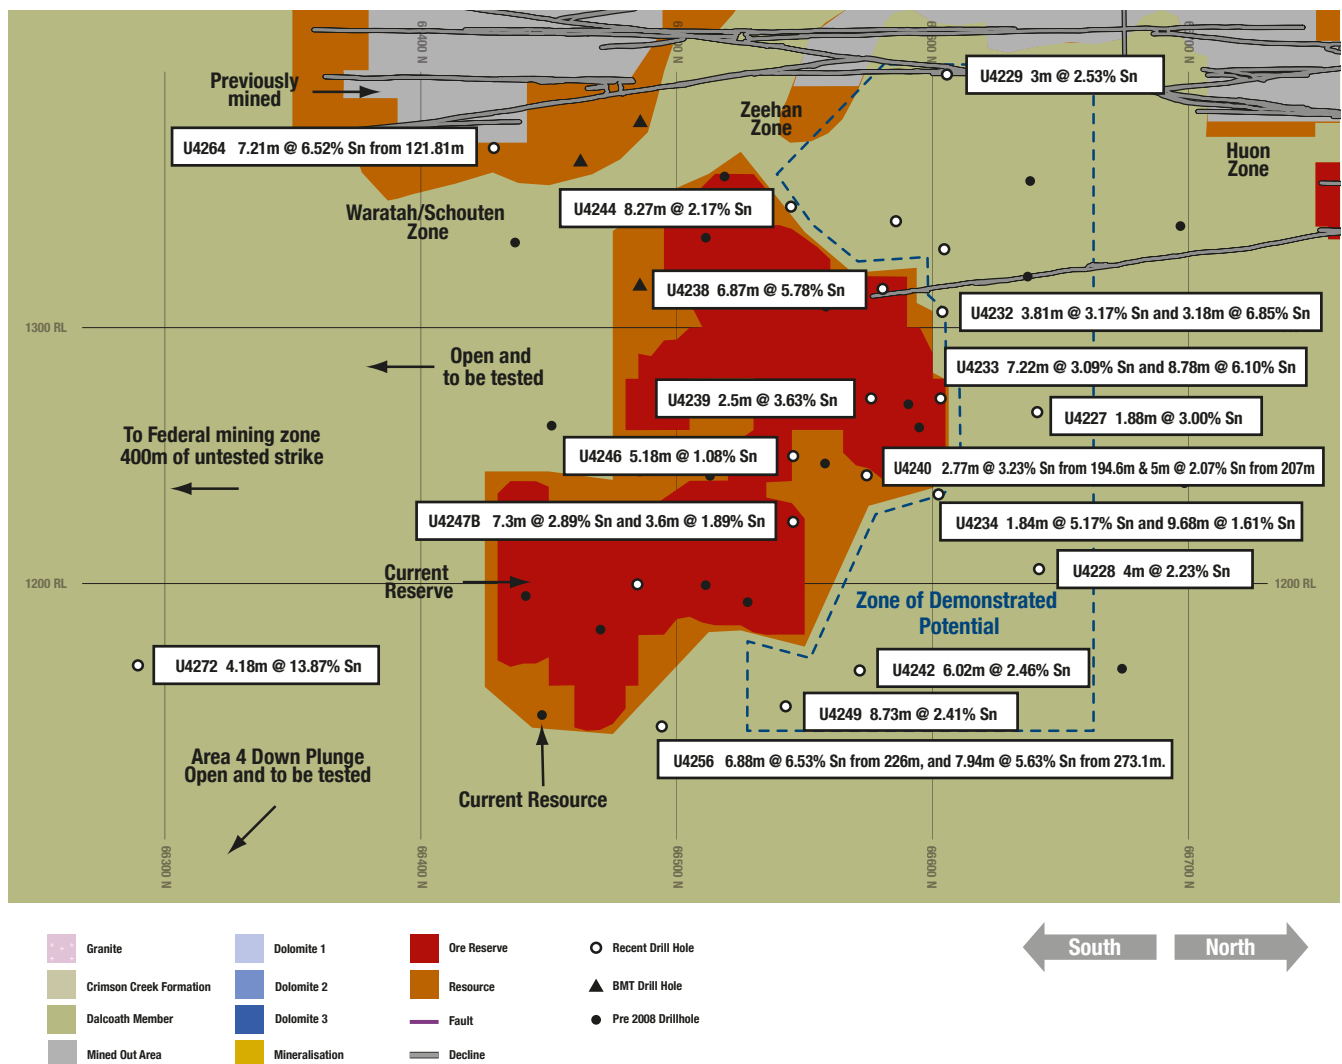 66400 N
66500 N
66600 N
66700 N
Previously
mined
U4229 3m @ 2.53% Sn
Zeehan
Zone
U4264 7.21m @ 6.52% Sn from 121.81m
Huon
Zone
Waratah/Schouten
Zone
U4244 8.27m @ 2.17% Sn
U4238 6.87m @ 5.78% Sn
U4232 3.81m @ 3.17% Sn and 3.18m @ 6.85% Sn
1300 RL
Open and
to be tested
U4233 7.22m @ 3.09% Sn and 8.78m @ 6.10% Sn
U4239 2.5m @ 3.63% Sn
U4227 1.88m @ 3.00% Sn
To Federal mining zone
400m of untested strike
U4246 5.18m @ 1.08% Sn
U4240 2.77m @ 3.23% Sn from 194.6m & 5m @ 2.07% Sn from 207m
U4247B 7.3m @ 2.89% Sn and 3.6m @ 1.89% Sn
U4234 1.84m @ 5.17% Sn and 9.68m @ 1.61% Sn
Current
Reserve
U4228 4m @ 2.23% Sn
1200 RL
1200 RL
Zone of Demonstrated
Potential
U4272 4.18m @ 13.87% Sn
U4242 6.02m @ 2.46% Sn
U4249 8.73m @ 2.41% Sn
U4256 6.88m @ 6.53% Sn from 226m, and 7.94m @ 5.63% Sn from 273.1m.
Area 4 Down Plunge
Open and to be tested
Current Resource
66300 N
66400 N
66500 N
66600 N
66700 N
Granite
Crimson Creek Formation
Dalcoath Member
Mined Out Area
Dolomite 1
Dolomite 2
Dolomite 3
Mineralisation
Ore Reserve
Resource
Fault
Decline
Recent Drill Hole
BMT Drill Hole
Pre 2008 Drillhole
South
North